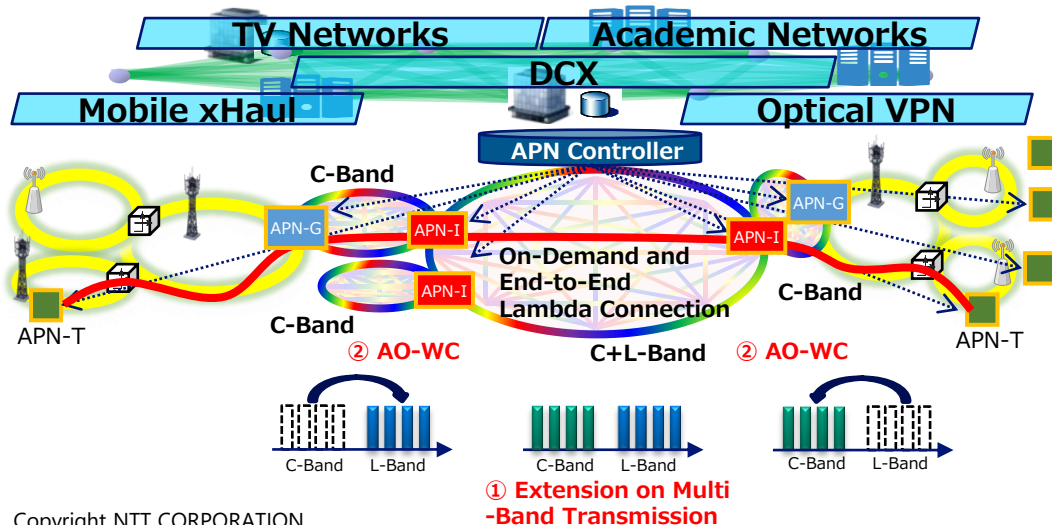 TV Networks
Academic Networks
DCX
Mobile xHaul
Optical VPN
APN Controller
C-Band
APN-G
APN-I
APN-I
APN-G
APN-I
On-Demand and
End-to-End
Lambda Connection
C-Band
APN-T
C-Band
APN-T
C+L-Band
② AO-WC
② AO-WC
C-Band
L-Band
C-Band
L-Band
C-Band
L-Band
① Extension on Multi
-Band Transmission
Copyright NTT CORPORATION